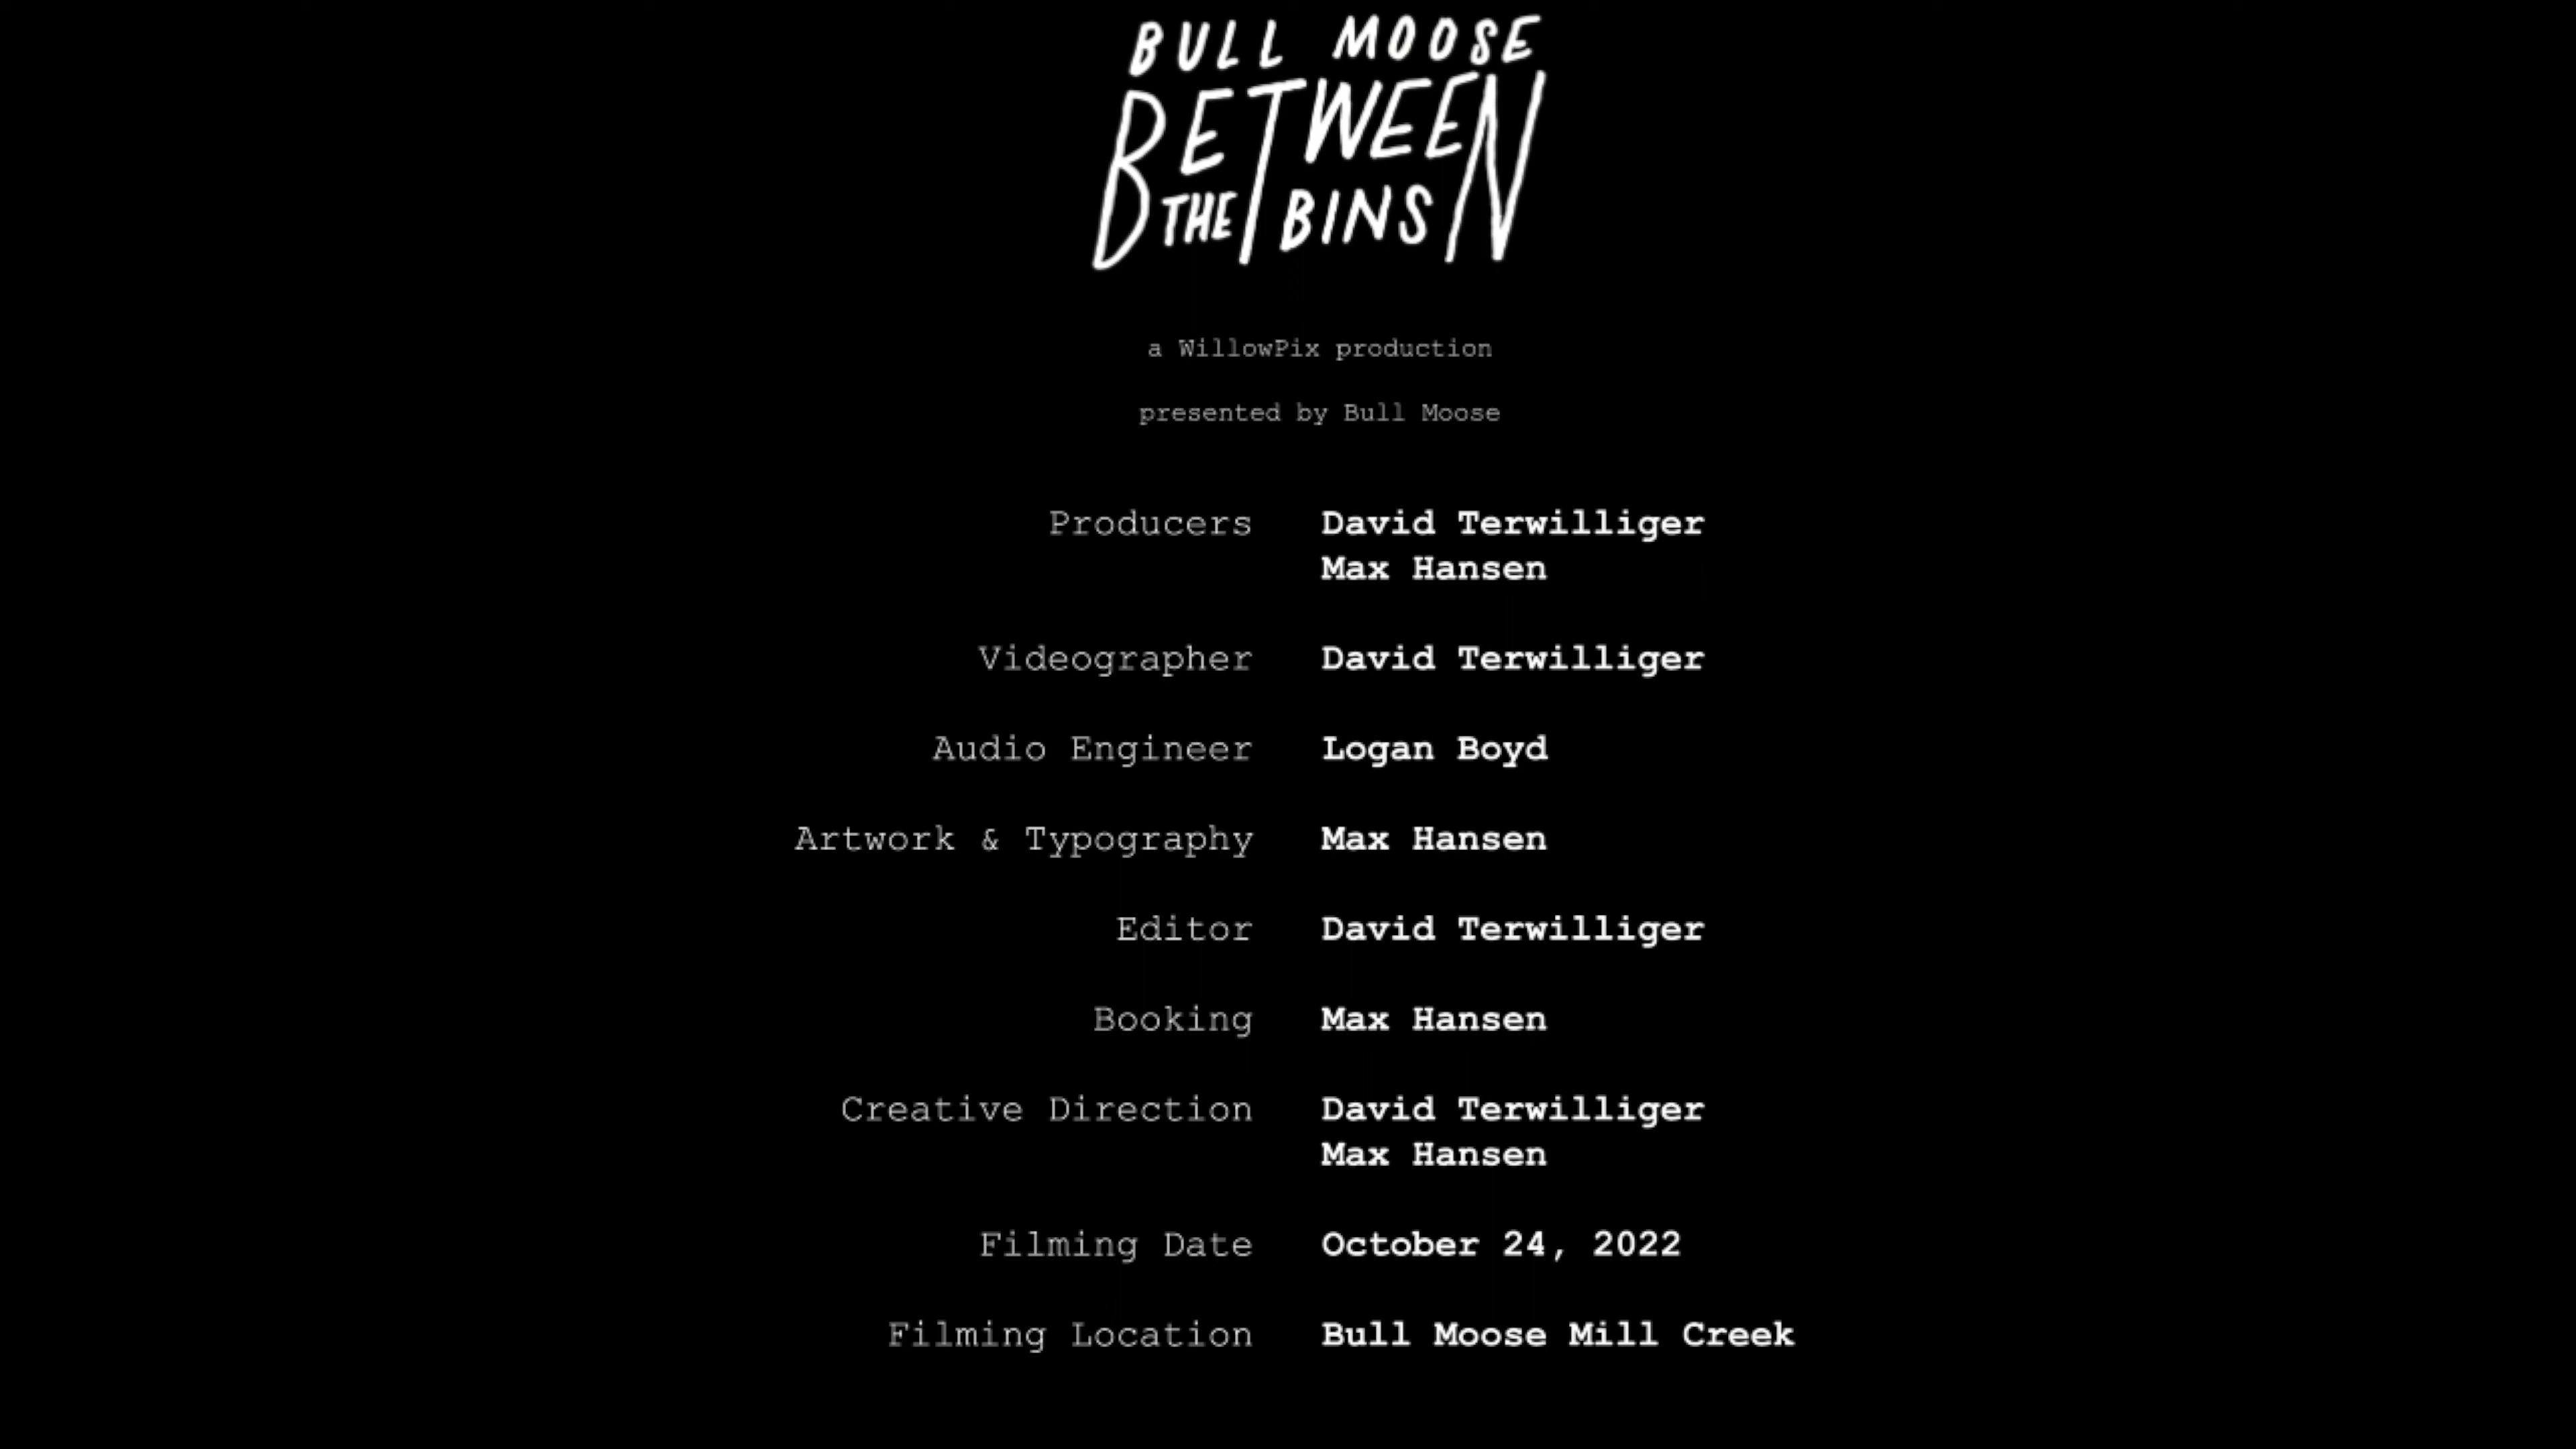 BULL MOOSE
BETWEEN
THE BINS
a WillowPix production
presented by Bull Moose
Producers David Terwilliger
Max Hansen
Videographer David Terwilliger
Audio Engineer Logan Boyd
Artwork & Typography Max Hansen
Editor David Terwilliger
Booking Max Hansen
Creative Direction David Terwilliger
Max Hansen
Filming Date October 24, 2022
Filming Location Bull Moose Mill Creek